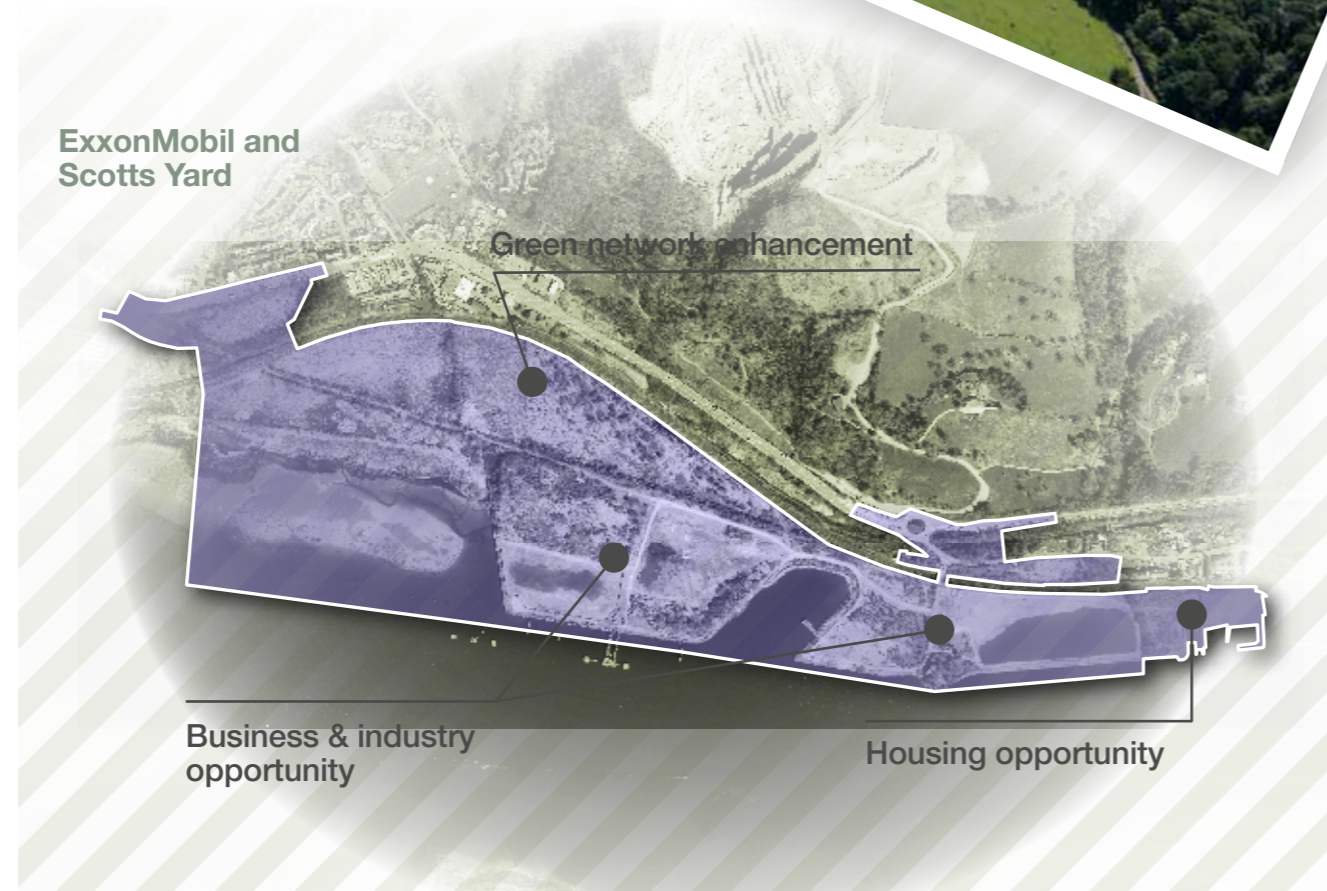 ExxonMobil and
Scotts Yard
Green network enhancement
Business & industry
opportunity
Housing opportunity